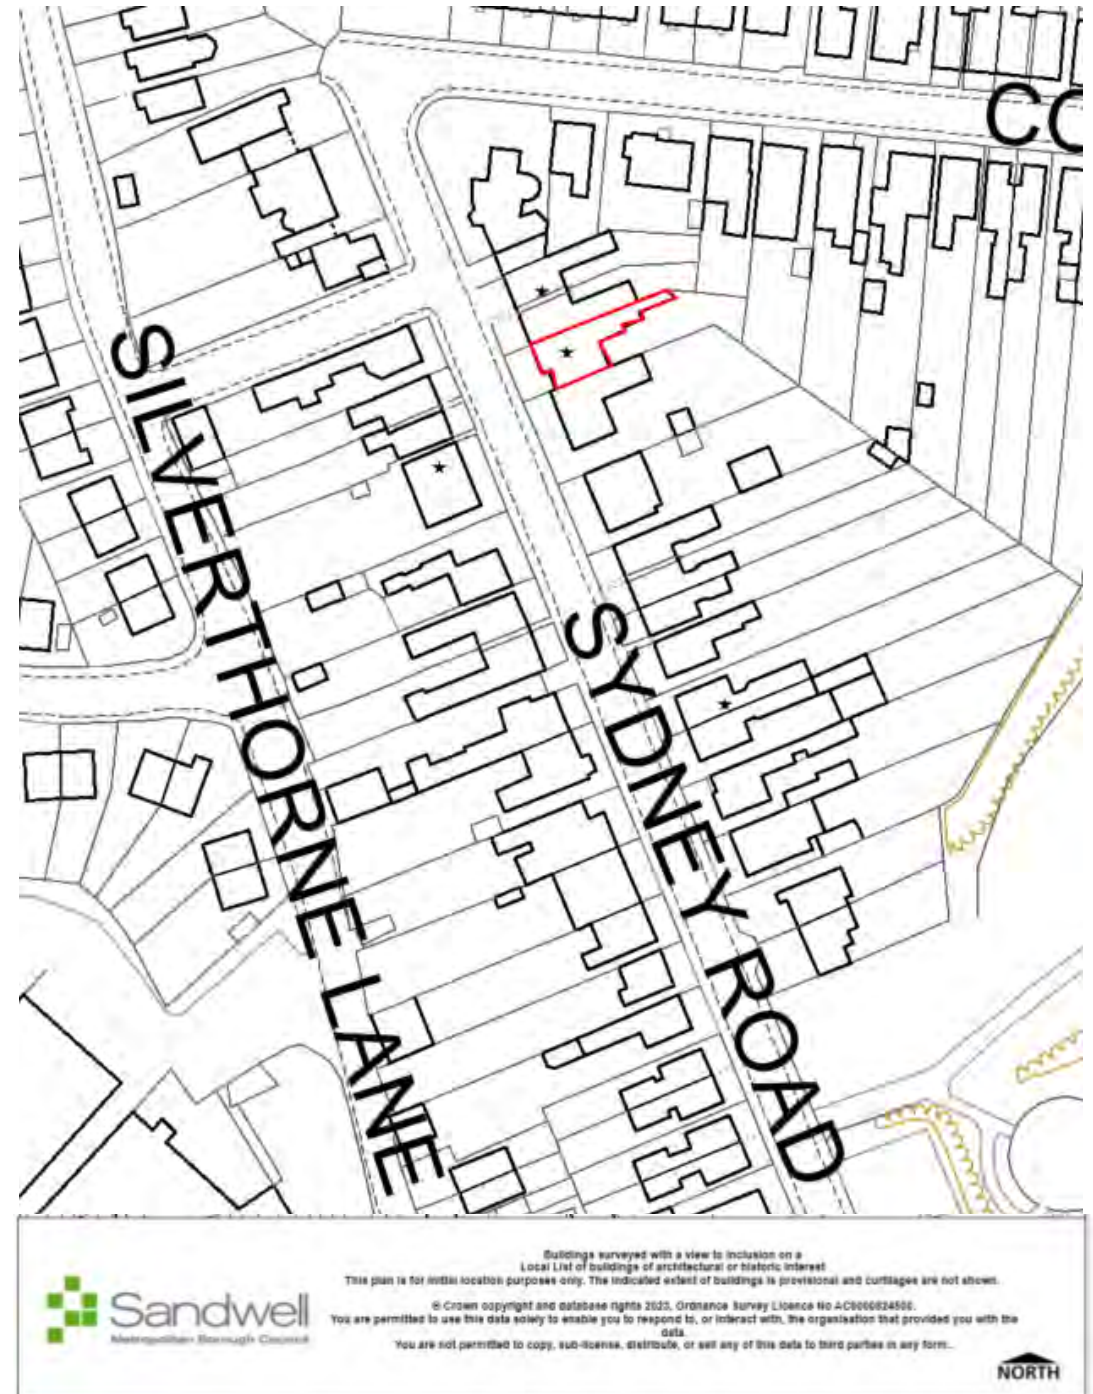 CO
SILVERTHORNE LANE
SYDNEY ROAD
Sandwell
Metropolitan Borough Council
Buildings surveyed with a view to inclusion on a
Local List of buildings of architectural or historic interest
This plan is for initial location purposes only. The indicated extent of buildings is provisional and curtilages are not shown.
© Crown copyright and database rights 2023, Ordnance Survey Licence No
You are permitted to use this data solely to enable you to respond to, or interact with, the organisation that provided you with the
data.
You are not permitted to copy, sub-license, distribute, or sell any of this data to third parties in any form.
NORTH